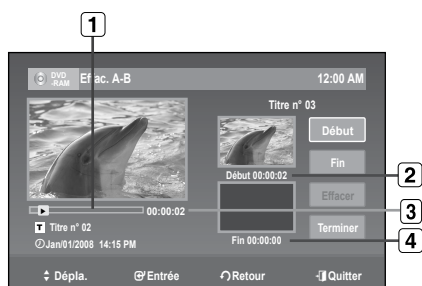 1
DVD
-RAM
Effac. A-B
12:00 AM
Titre n° 03
Début
Début 00:00:02
2
Fin
Effacer
00:00:02
3
T Titre n° 02
Terminer
Fin 00:00:00
4
Jan/01/2008 14:15 PM
Dépla.
Entrée
Retour
Quitter